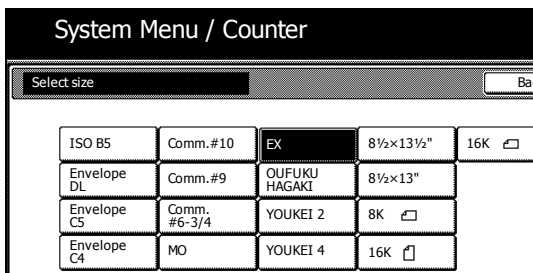 System Menu / Counter
Select size
Ba
ISO B5 Comm.#10 EX 8½×13½" 16K
Envelope DL Comm.#9 OUFUKU HAGAKI 8½×13"
Envelope C5 Comm. #6-3/4 YOUKEI 2 8K
Envelope C4 MO YOUKEI 4 16K